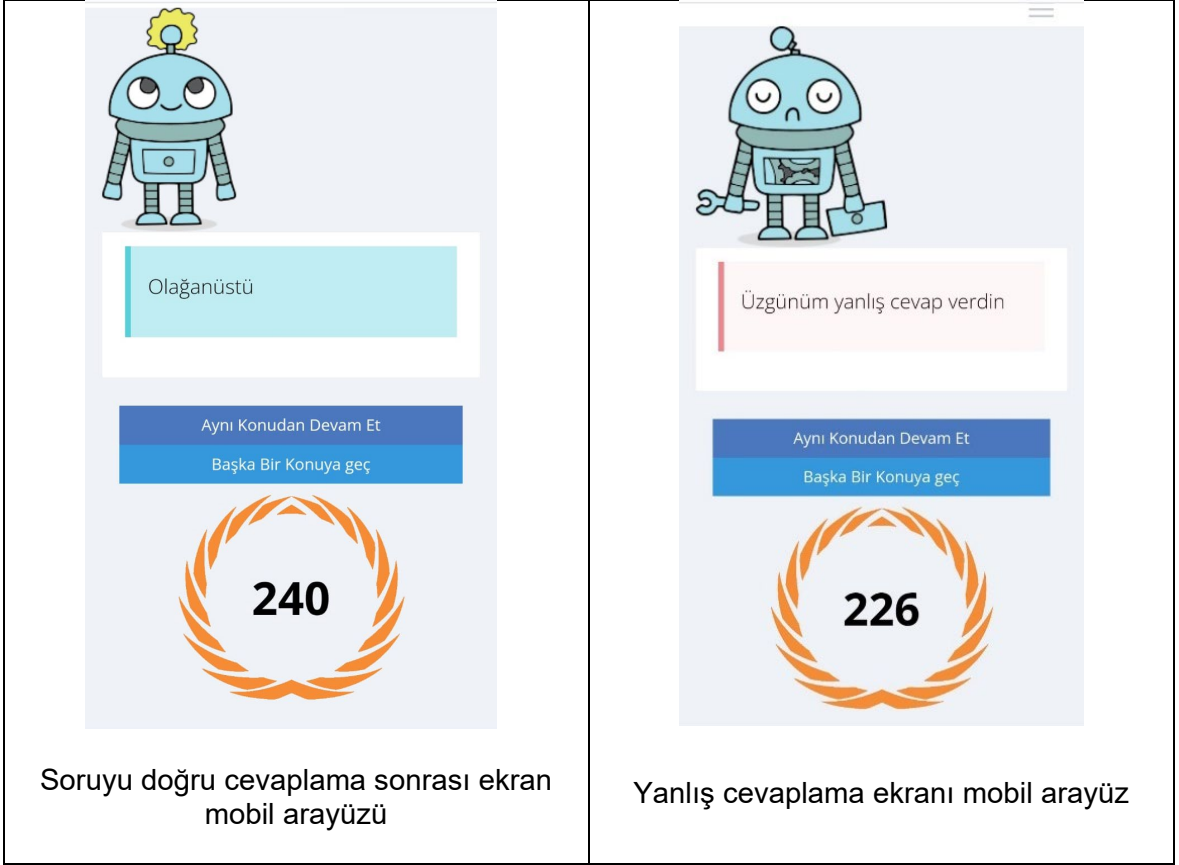 Olağanüstü
Aynı Konudan Devam Et
Başka Bir Konuya geç
240
Soruyu doğru cevaplama sonrası ekran
mobil arayüzü
Üzgünüm yanlış cevap verdin
Aynı Konudan Devam Et
Başka Bir Konuya geç
226
Yanlış cevaplama ekranı mobil arayüz